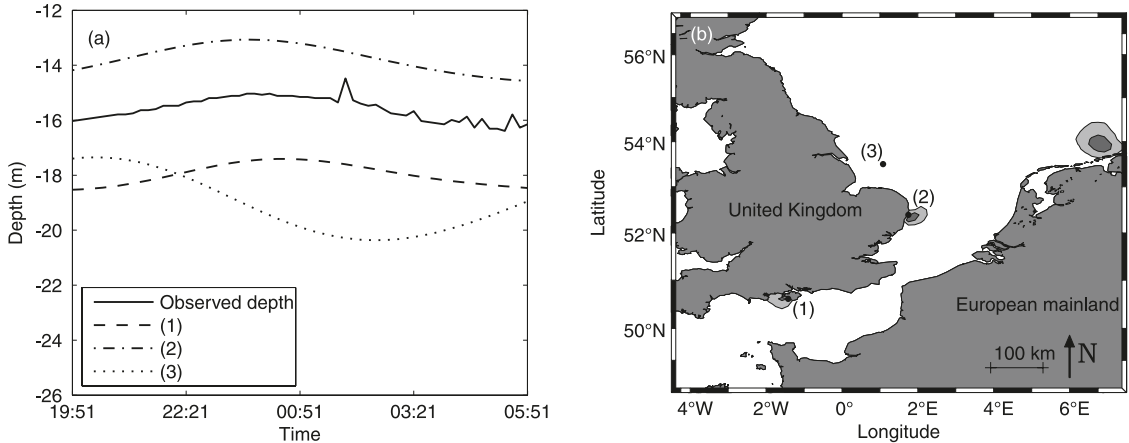 (a)
-12
-14
-16
-18
-20
-22
-24
-26
Depth (m)
Observed depth
(1)
(2)
(3)
19:51
22:21
00:51
03:21
05:51
Time
(b)
56°N
54°N
52°N
50°N
Latitude
(3)
(2)
United Kingdom
(1)
European mainland
100 km
N
4°W
2°W
0°
2°E
4°E
6°E
Longitude